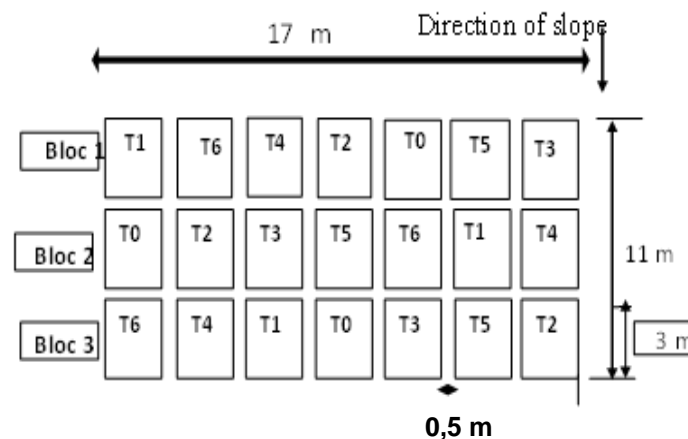 17 m
Direction of slope
Bloc 1 T1 T6 T4 T2 T0 T5 T3
Bloc 2 T0 T2 T3 T5 T6 T1 T4
11 m
Bloc 3 T6 T4 T1 T0 T3 T5 T2
3 m
0,5 m